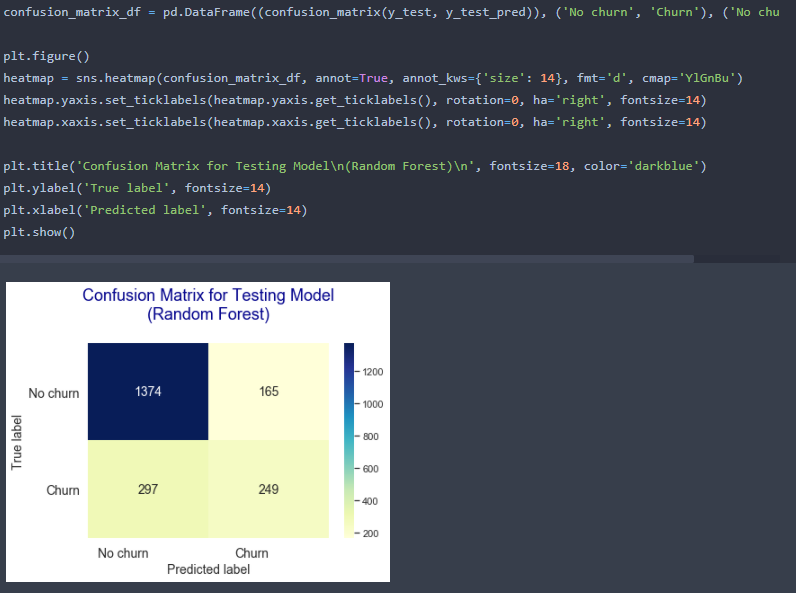 confusion_matrix_df = pd.DataFrame((confusion_matrix(y_test, y_test_pred)), ('No churn', 'Churn'), ('No chu
plt.figure()
heatmap = sns.heatmap(confusion_matrix_df, annot=True, annot_kws={'size': 14}, fmt='d', cmap='YlGnBu')
heatmap.yaxis.set_ticklabels(heatmap.yaxis.get_ticklabels(), rotation=0, ha='right', fontsize=14)
heatmap.xaxis.set_ticklabels(heatmap.xaxis.get_ticklabels(), rotation=0, ha='right', fontsize=14)
plt.title('Confusion Matrix for Testing Model\n(Random Forest)\n', fontsize=18, color='darkblue')
plt.ylabel('True label', fontsize=14)
plt.xlabel('Predicted label', fontsize=14)
plt.show()
Confusion Matrix for Testing Model
(Random Forest)
True label
No churn
1374
165
Churn
297
249
No churn
Churn
Predicted label
1200
1000
800
600
400
200